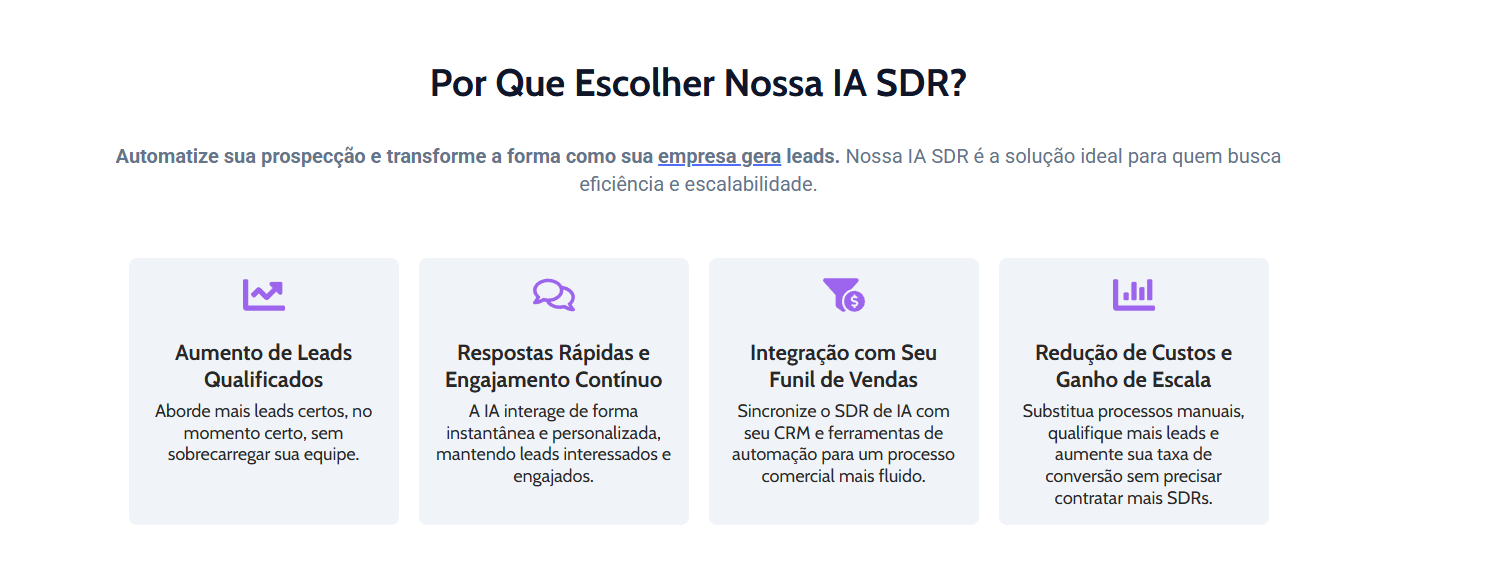 Por Que Escolher Nossa IA SDR?
Automatize sua prospecção e transforme a forma como sua empresa gera leads. Nossa IA SDR é a solução ideal para quem busca
eficiência e escalabilidade.
Aumento de Leads
Qualificados
Aborde mais leads certos, no
momento certo, sem
sobrecarregar sua equipe.
Respostas Rápidas e
Engajamento Contínuo
A IA interage de forma
instantânea e personalizada,
mantendo leads interessados e
engajados.
Integração com Seu
Funil de Vendas
Sincronize o SDR de IA com
seu CRM e ferramentas de
automação para um processo
comercial mais fluido.
Redução de Custos e
Ganho de Escala
Substitua processos manuais,
qualifique mais leads e
aumente sua taxa de
conversão sem precisar
contratar mais SDRs.